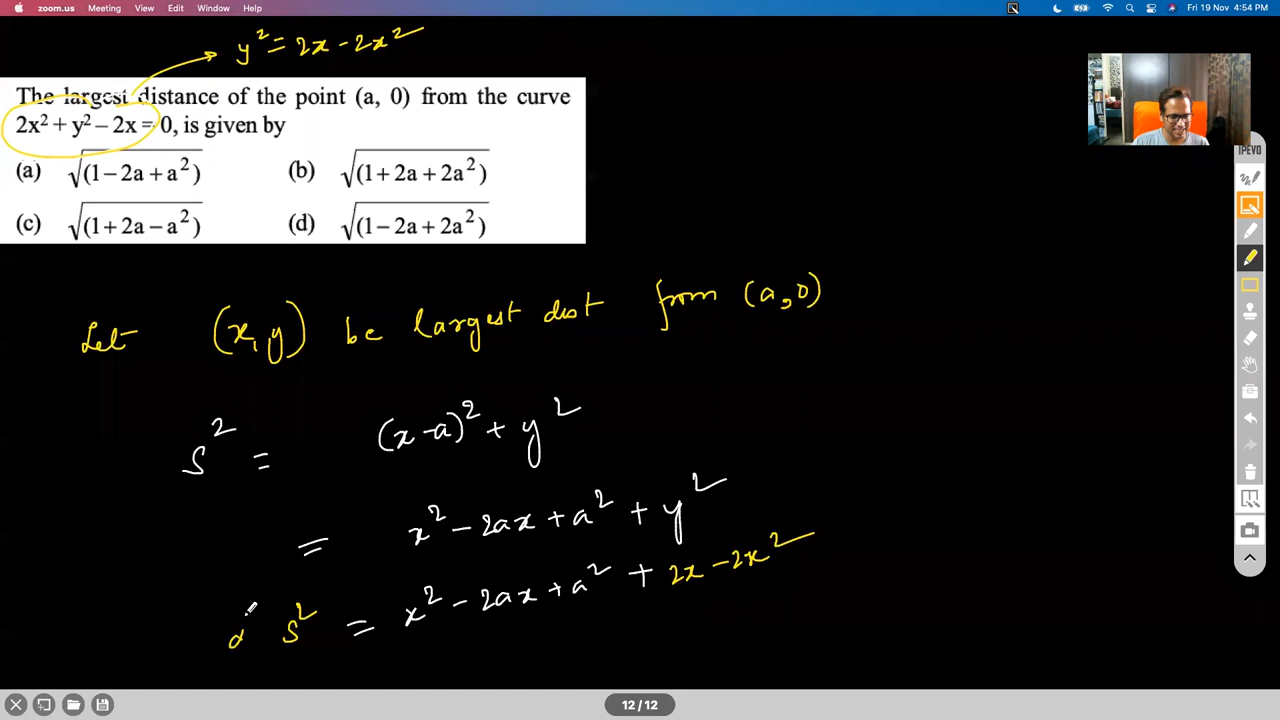 zoom.us Meeting View Edit Window Help Fri 19 Nov 4:54 PM
y² = 2x - 2x²
The largest distance of the point (a, 0) from the curve
2x² + y² – 2x = 0, is given by
(a) √(1 – 2a + a²) (b) √(1 + 2a + 2a²)
(c) √(1 + 2a – a²) (d) √(1 – 2a + 2a²)
IPEVO
Let (x, y) be largest dist from (a, 0)
s² = (x - a)² + y²
= x² - 2ax + a² + y²
s² = x² - 2ax + a² + 2x - 2x²
12 / 12